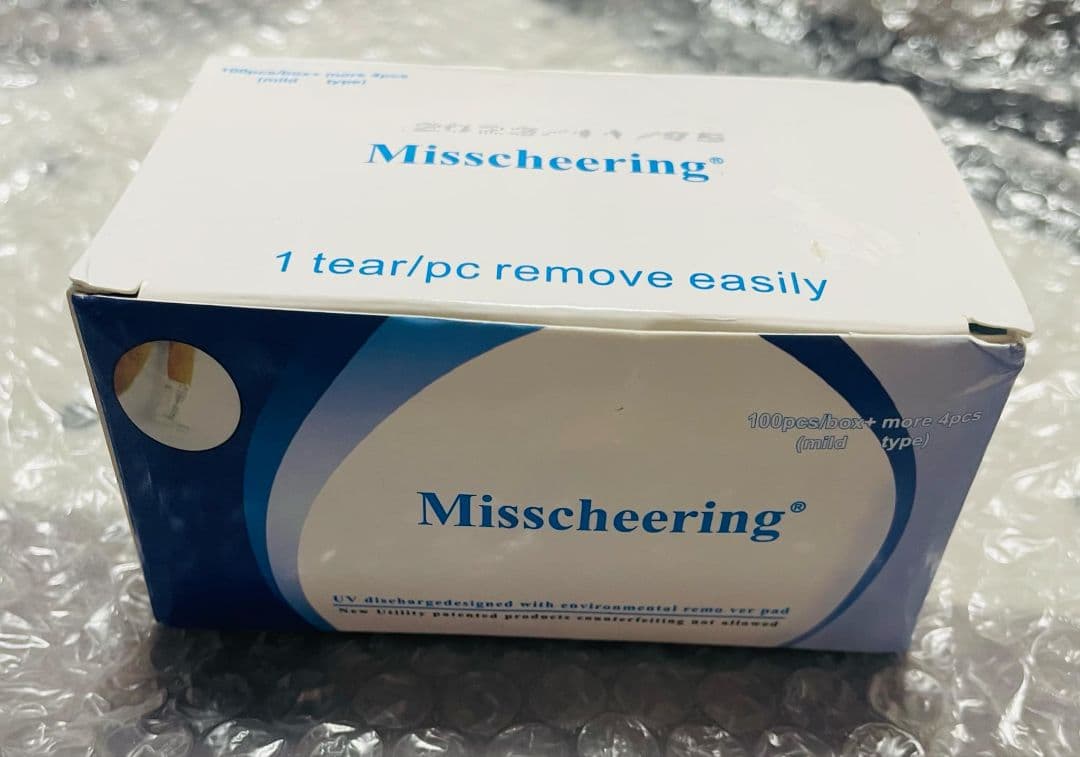 100pcs/box+ more 4pcs
(mild type)
Misscheering®
1 tear/pc remove easily
100pcs/box+ more 4pcs
(mild type)
Misscheering®
UV dischargedesigned with environmental remo ver pad
New Utility patented products counterfeiting not allowed